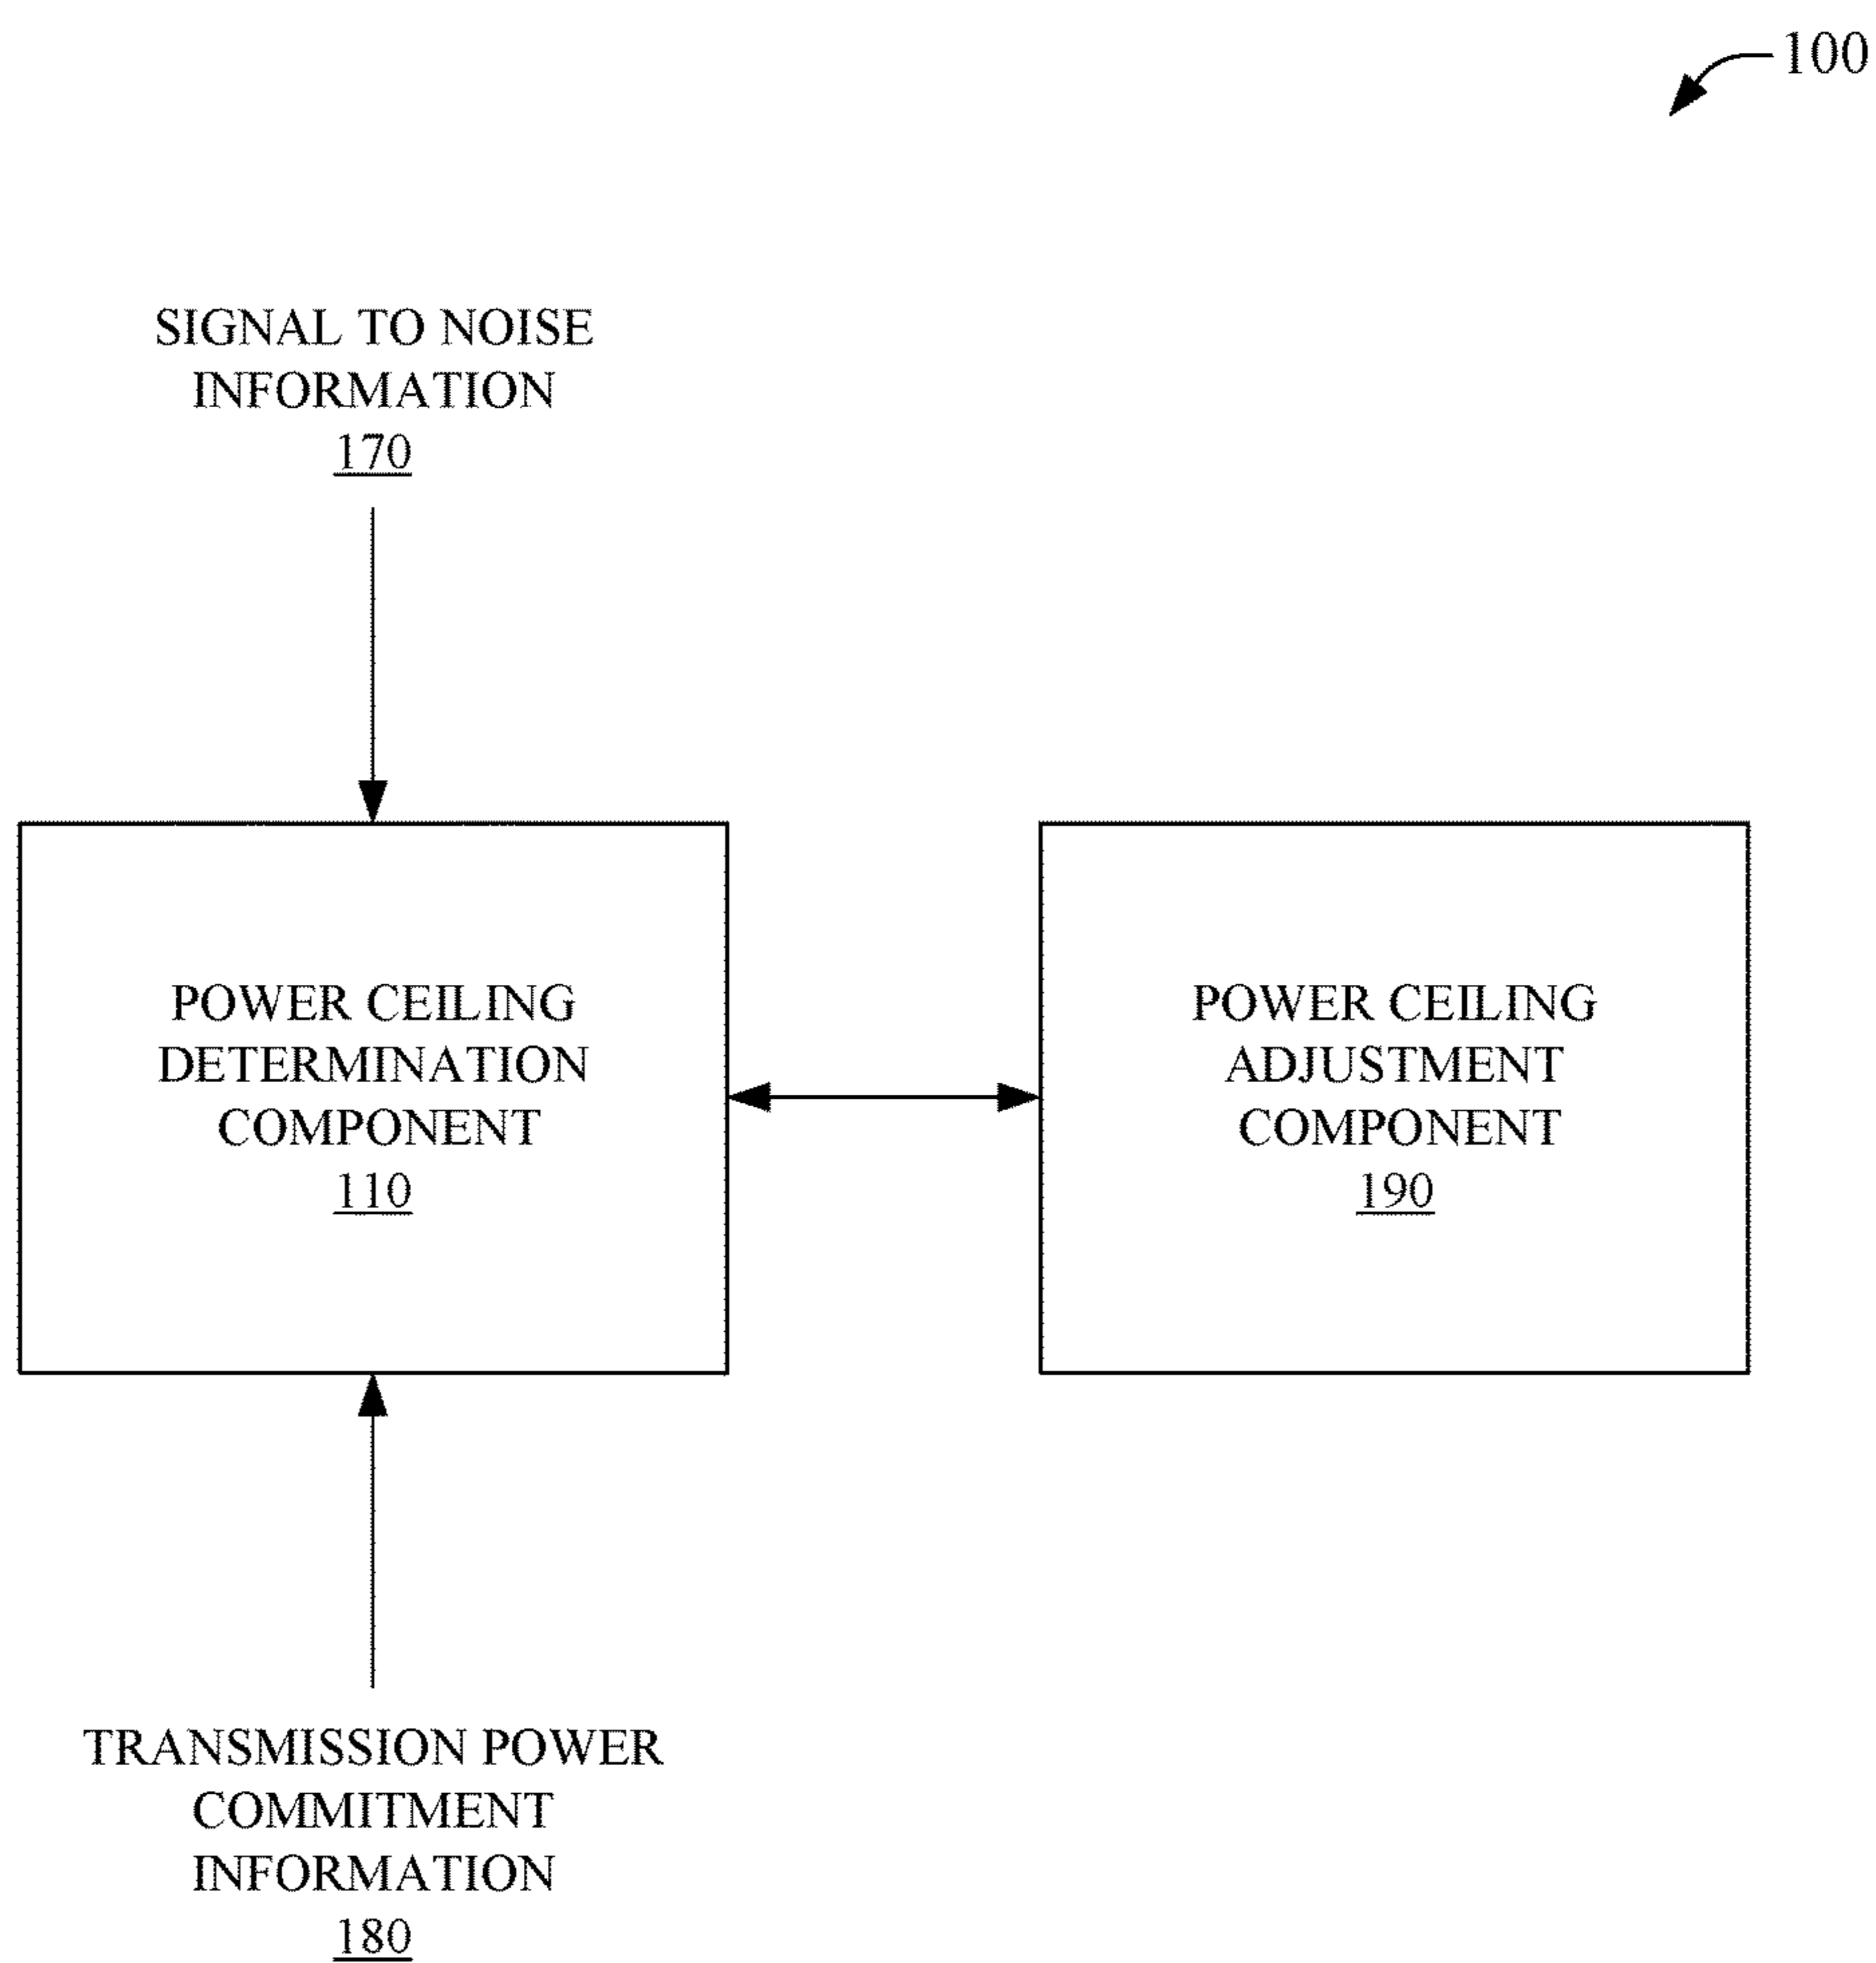 100
SIGNAL TO NOISE
INFORMATION
170
POWER CEILING
DETERMINATION
COMPONENT
110
POWER CEILING
ADJUSTMENT
COMPONENT
190
TRANSMISSION POWER
COMMITMENT
INFORMATION
180